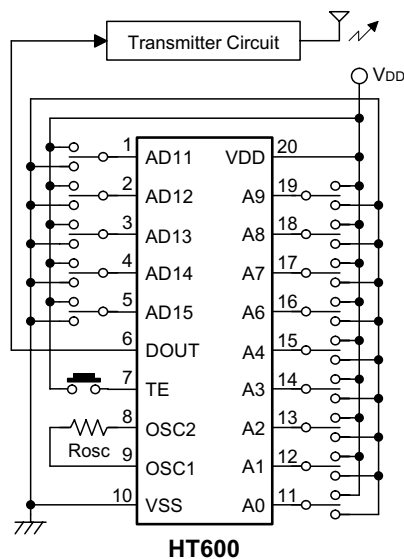 Transmitter Circuit
VDD
1 AD11 VDD 20
2 AD12 A9 19
3 AD13 A8 18
4 AD14 A7 17
5 AD15 A6 16
6 DOUT A4 15
7 TE A3 14
8 OSC2 A2 13
Rosc
9 OSC1 A1 12
10 VSS A0 11
HT600